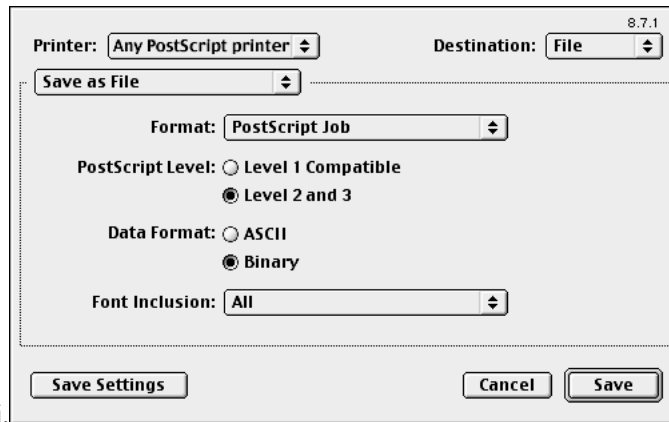 8.7.1
Printer: Any PostScript printer Destination: File
Save as File
Format: PostScript Job
PostScript Level: Level 1 Compatible
Level 2 and 3
Data Format: ASCII
Binary
Font Inclusion: All
Save Settings Cancel Save